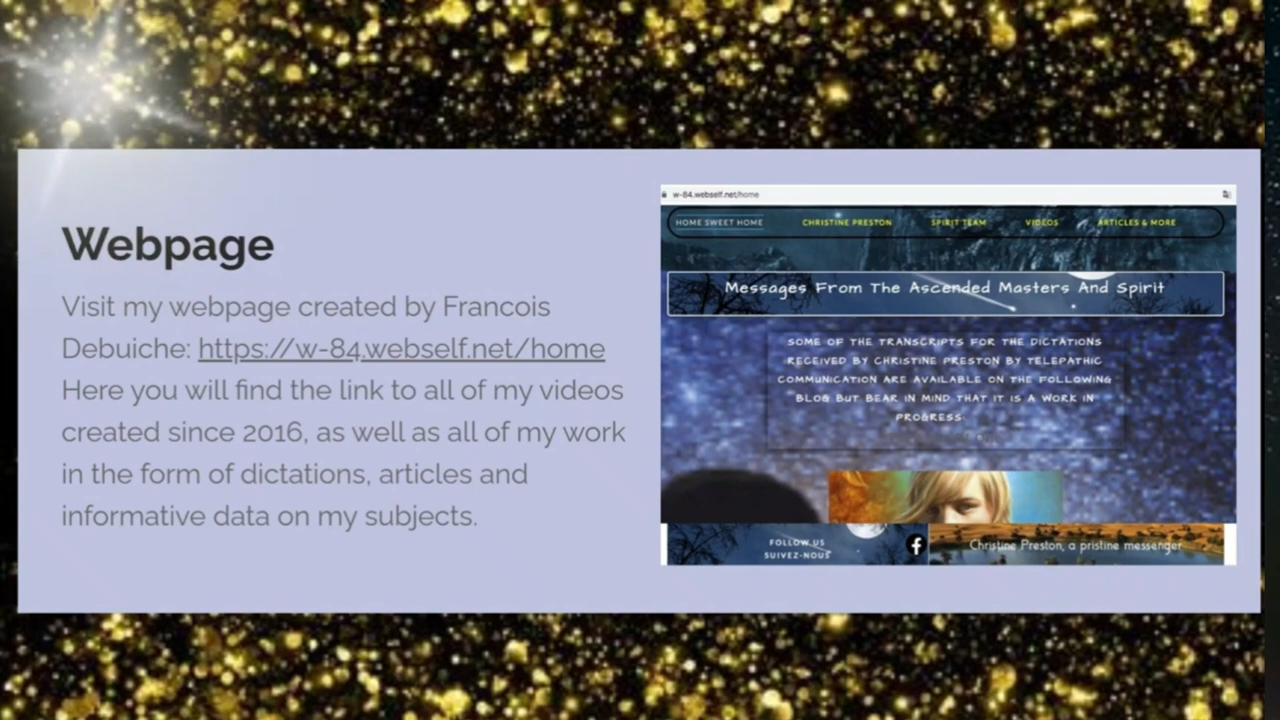 Webpage
Visit my webpage created by Francois
Debuiche: https://w-84.webself.net/home
Here you will find the link to all of my videos
created since 2016, as well as all of my work
in the form of dictations, articles and
informative data on my subjects.
w-84.webself.net/home
HOME SWEET HOME CHRISTINE PRESTON SPIRIT TEAM VIDEOS ARTICLES & MORE
Messages From The Ascended Masters And Spirit
SOME OF THE TRANSCRIPTS FOR THE DICTATIONS
RECEIVED BY CHRISTINE PRESTON BY TELEPATHIC
COMMUNICATION ARE AVAILABLE ON THE FOLLOWING
BLOG BUT BEAR IN MIND THAT IT IS A WORK IN
PROGRESS.
FOLLOW US
SUIVEZ-NOUS
Christine Preston, a pristine messenger